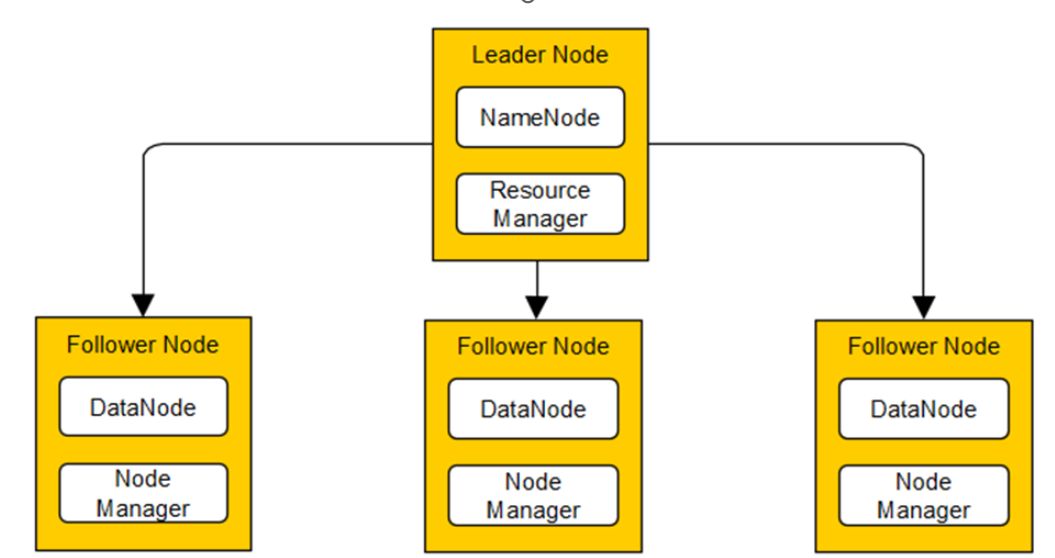 Leader Node
NameNode
Resource
Manager
Follower Node
DataNode
Node
Manager
Follower Node
DataNode
Node
Manager
Follower Node
DataNode
Node
Manager